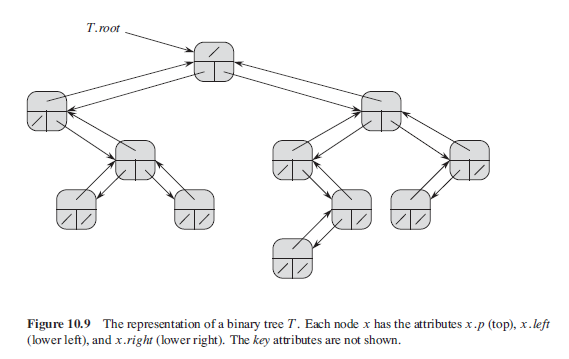 T.root
Figure 10.9 The representation of a binary tree T. Each node x has the attributes x.p (top), x.left
(lower left), and x.right (lower right). The key attributes are not shown.